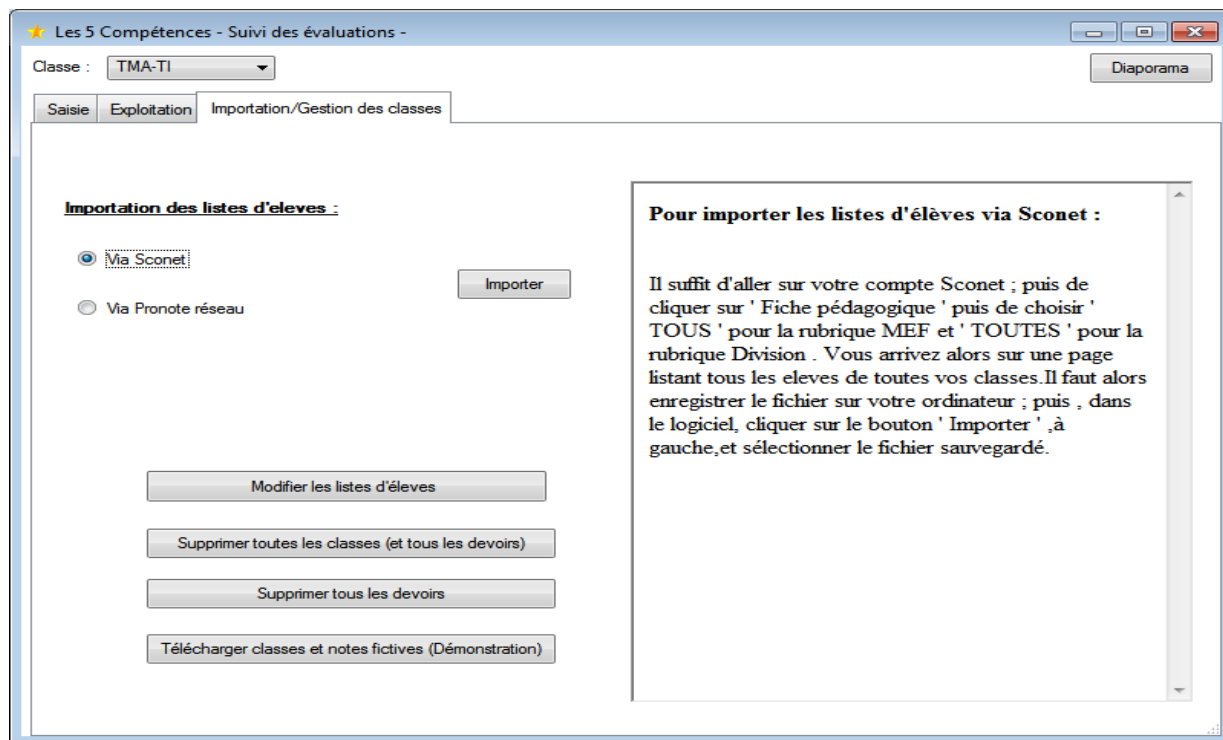 Les 5 Compétences - Suivi des évaluations -
Classe : TMA-TI
Diaporama
Saisie Exploitation Importation/Gestion des classes
Importation des listes d'eleves :
Via Sconet
Importer
Via Pronote réseau
Modifier les listes d'éleves
Supprimer toutes les classes (et tous les devoirs)
Supprimer tous les devoirs
Télécharger classes et notes fictives (Démonstration)
Pour importer les listes d'élèves via Sconet :
Il suffit d'aller sur votre compte Sconet ; puis de
cliquer sur ' Fiche pédagogique ' puis de choisir '
TOUS ' pour la rubrique MEF et ' TOUTES ' pour la
rubrique Division . Vous arrivez alors sur une page
listant tous les eleves de toutes vos classes.Il faut alors
enregistrer le fichier sur votre ordinateur ; puis , dans
le logiciel, cliquer sur le bouton ' Importer ' ,à
gauche,et sélectionner le fichier sauvegardé.